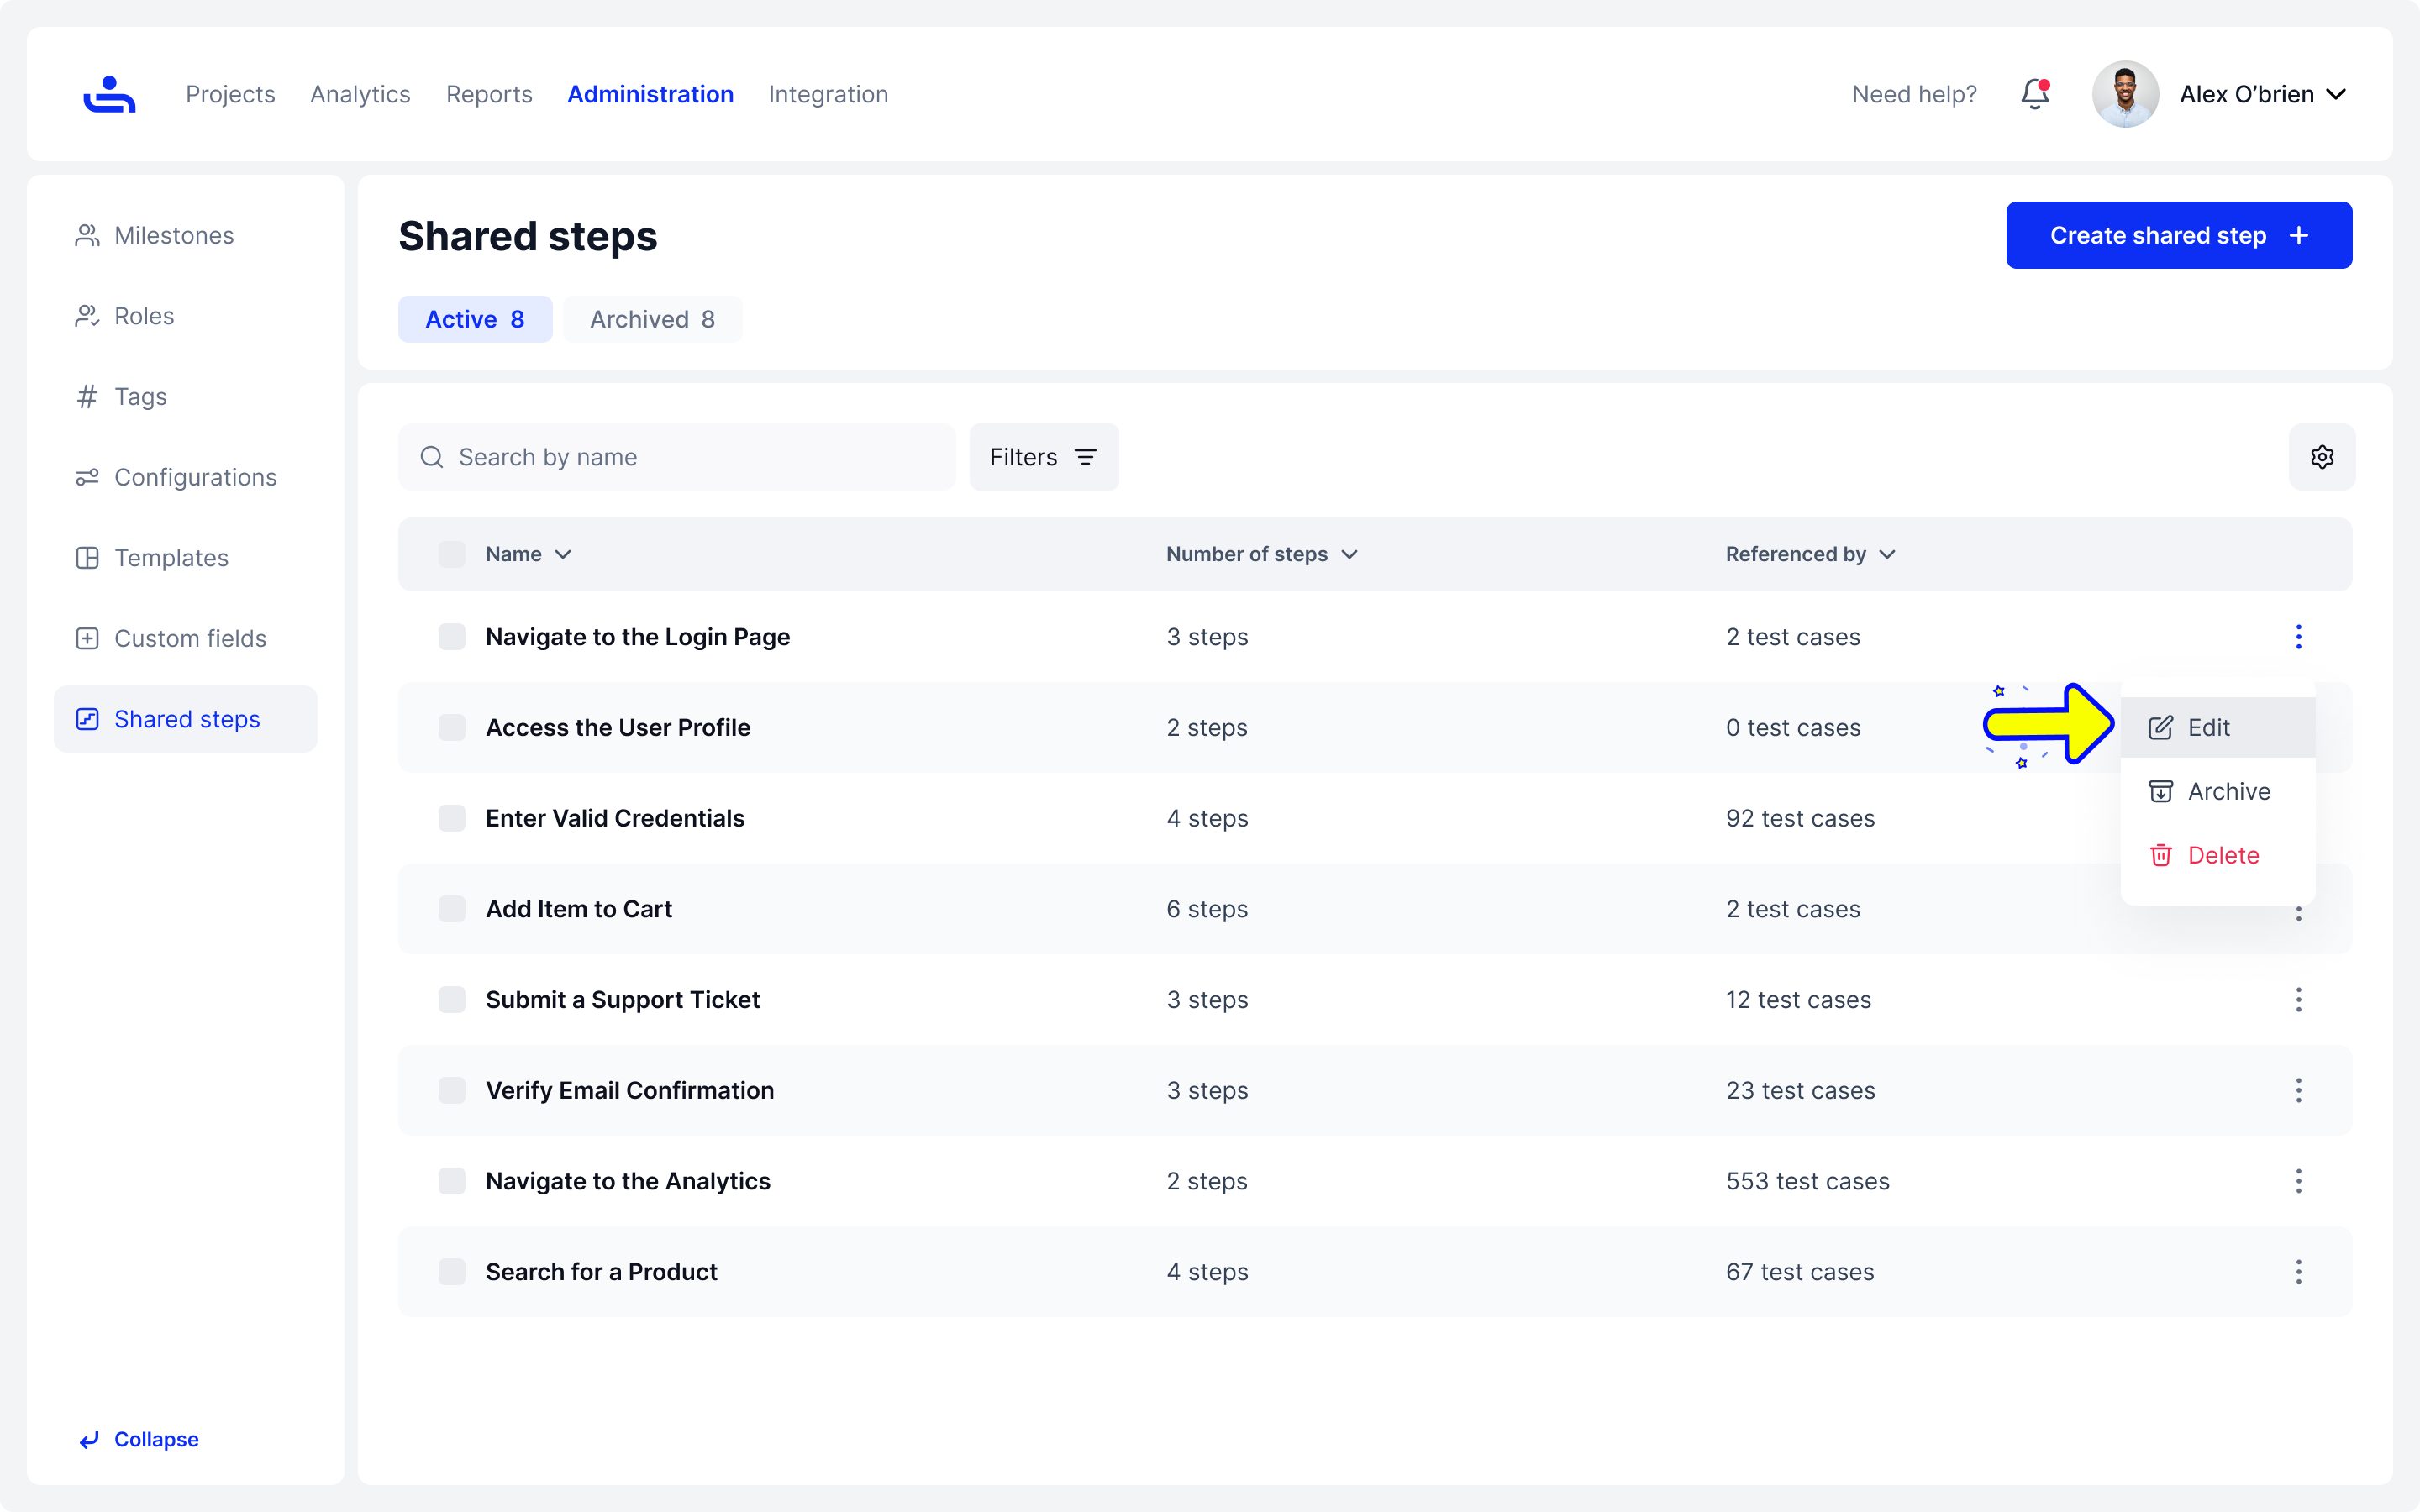 Projects Analytics Reports Administration Integration Need help? Alex O’brien
Milestones
Roles
Tags
Configurations
Templates
Custom fields
Shared steps
Collapse
Shared steps
Create shared step
Active 8 Archived 8
Search by name Filters
Name Number of steps Referenced by
Navigate to the Login Page 3 steps 2 test cases
Access the User Profile 2 steps 0 test cases
Enter Valid Credentials 4 steps 92 test cases
Add Item to Cart 6 steps 2 test cases
Submit a Support Ticket 3 steps 12 test cases
Verify Email Confirmation 3 steps 23 test cases
Navigate to the Analytics 2 steps 553 test cases
Search for a Product 4 steps 67 test cases
Edit
Archive
Delete